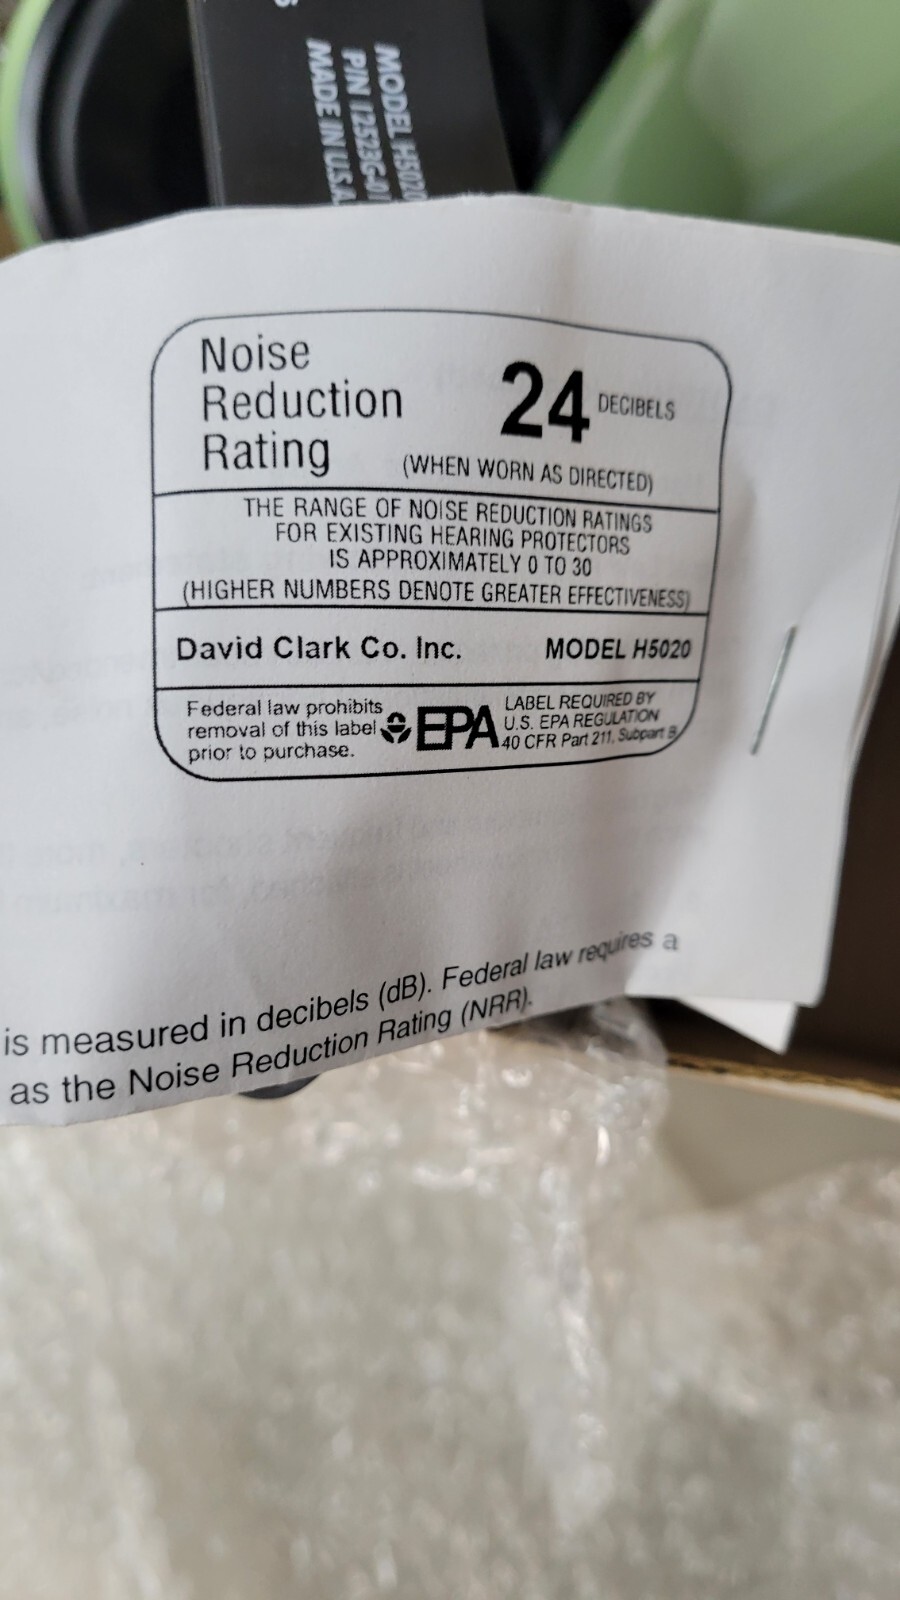 MODEL H5020
P/N 12523G-01
MADE IN U.S.A.
Noise
Reduction
Rating
24 DECIBELS
(WHEN WORN AS DIRECTED)
THE RANGE OF NOISE REDUCTION RATINGS
FOR EXISTING HEARING PROTECTORS
IS APPROXIMATELY 0 TO 30
(HIGHER NUMBERS DENOTE GREATER EFFECTIVENESS)
David Clark Co. Inc. MODEL H5020
Federal law prohibits
removal of this label
prior to purchase.
EPA
LABEL REQUIRED BY
U.S. EPA REGULATION
40 CFR Part 211, Subpart B
is measured in decibels (dB). Federal law requires a
as the Noise Reduction Rating (NRR).